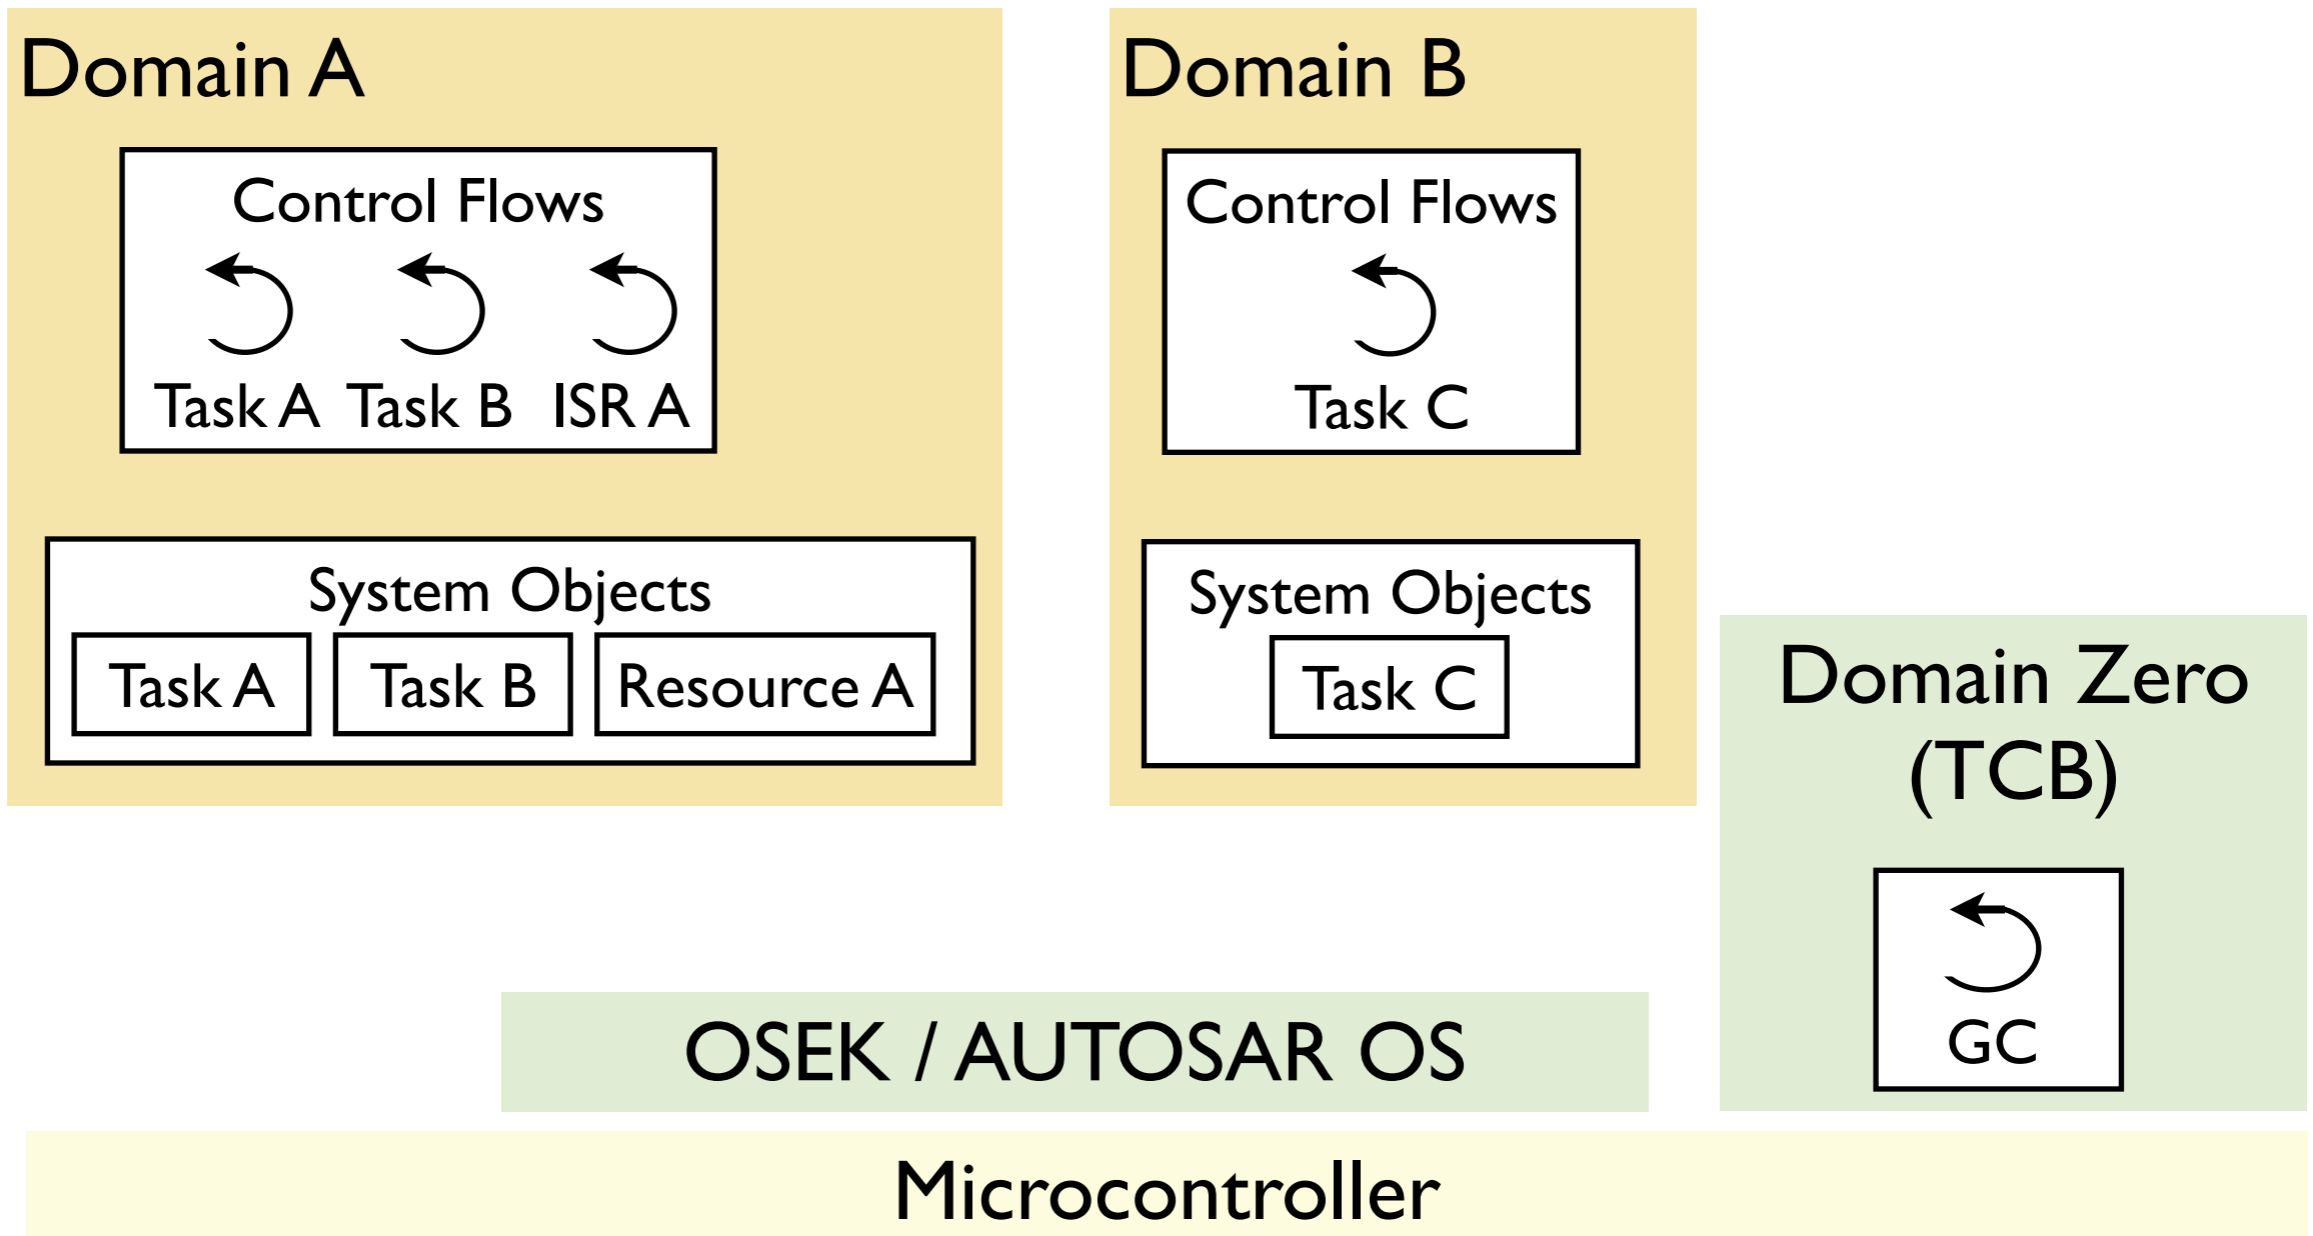 Domain A
Control Flows
Task A Task B ISR A
System Objects
Task A Task B Resource A
Domain B
Control Flows
Task C
System Objects
Task C
Domain Zero
(TCB)
GC
OSEK / AUTOSAR OS
Microcontroller